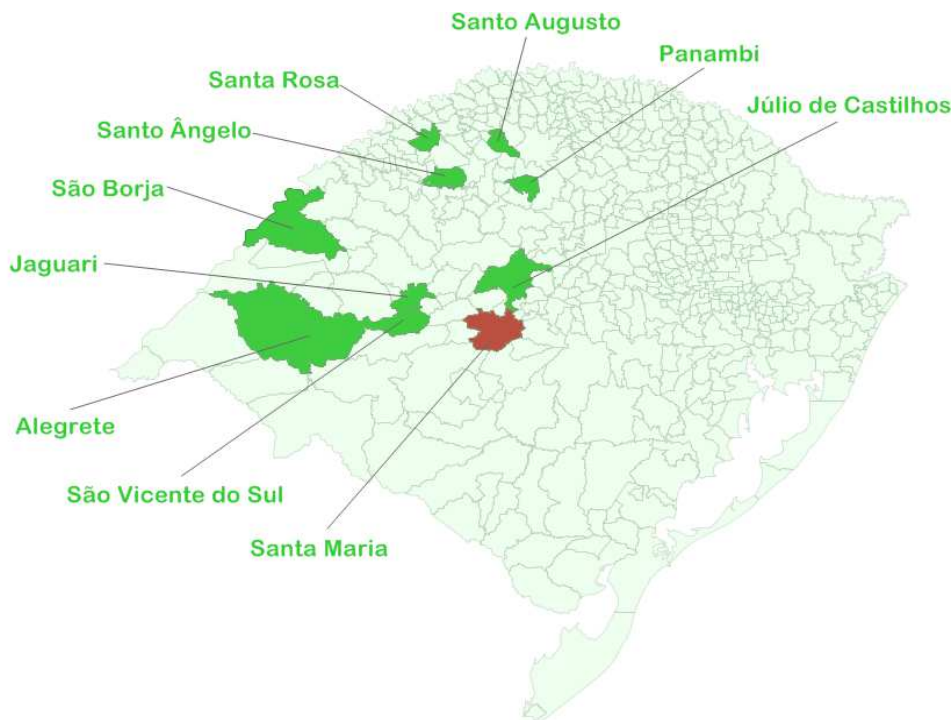 Santo Augusto
Panambi
Santa Rosa
Júlio de Castilhos
Santo Ângelo
São Borja
Jaguari
Alegrete
São Vicente do Sul
Santa Maria